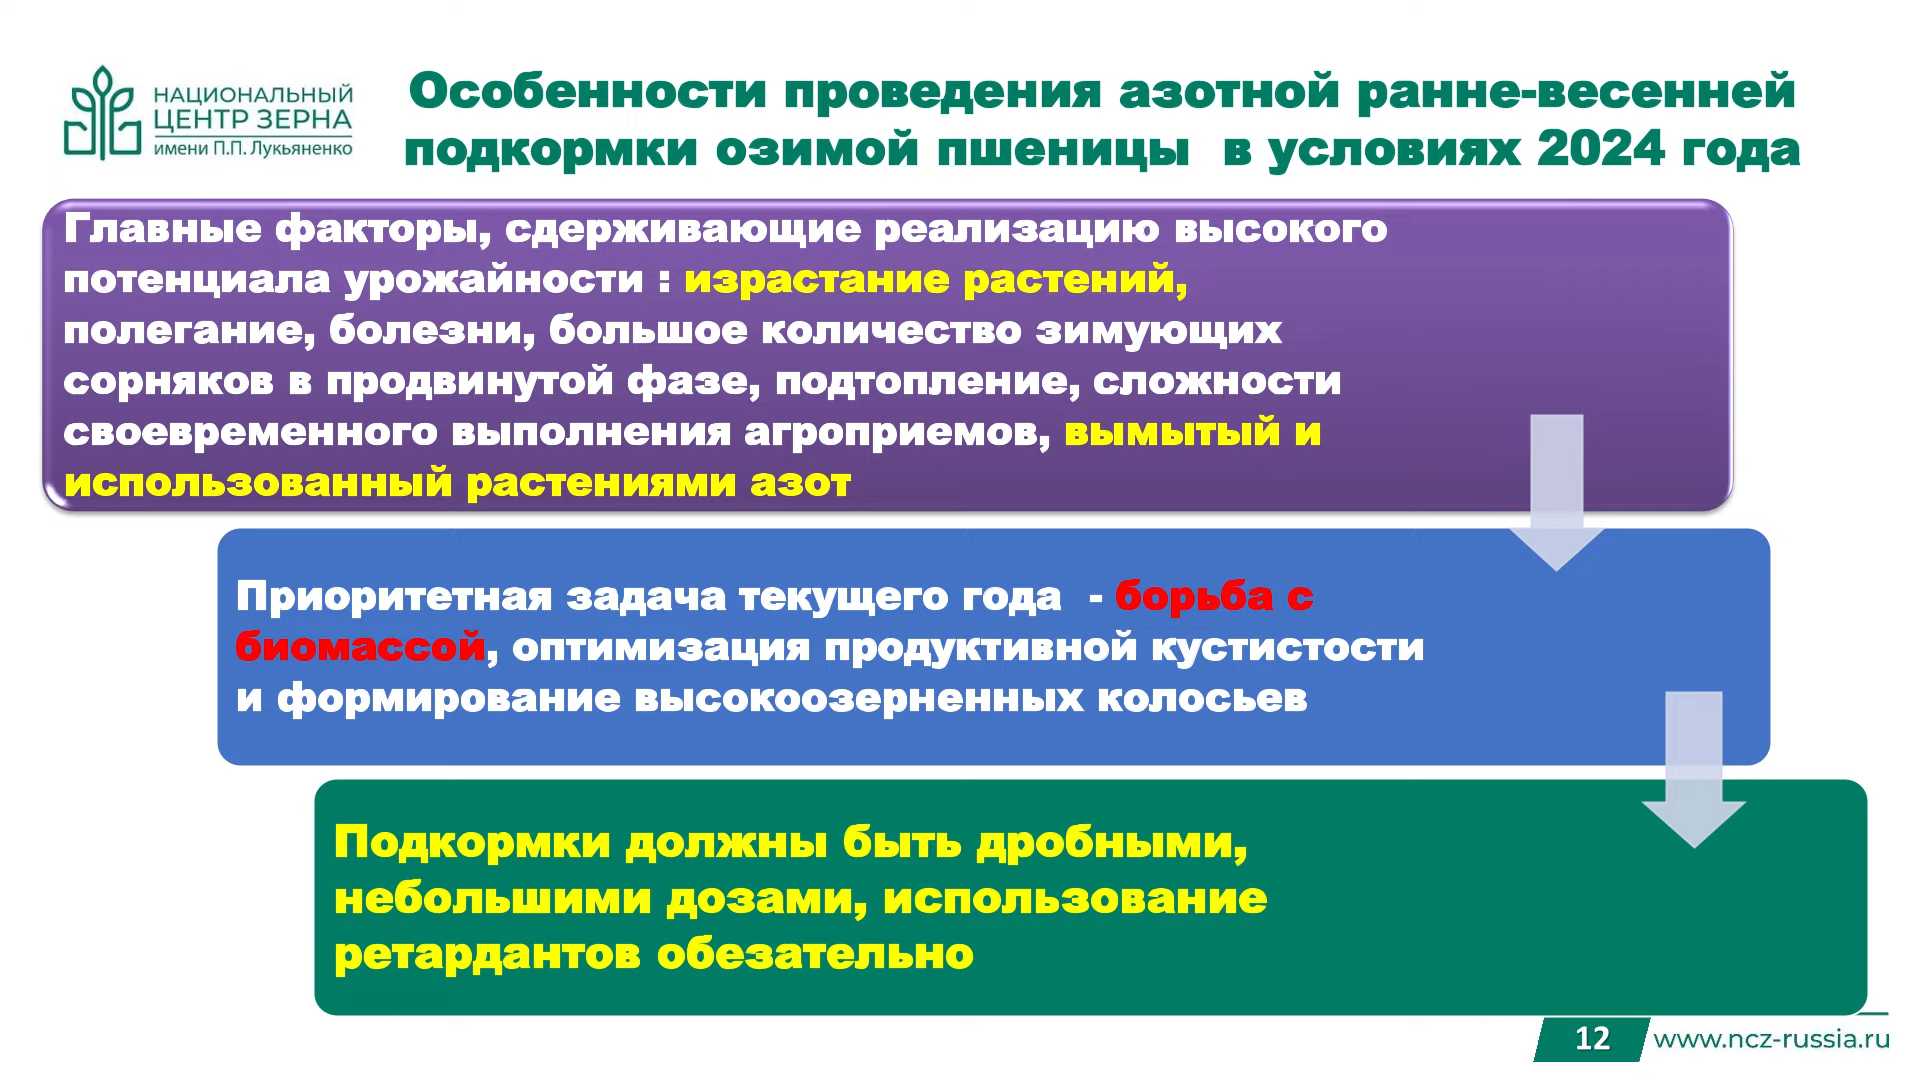 НАЦИОНАЛЬНЫЙ
ЦЕНТР ЗЕРНА
имени П.П. Лукьяненко
Особенности проведения азотной ранне-весенней
подкормки озимой пшеницы в условиях 2024 года
Главные факторы, сдерживающие реализацию высокого
потенциала урожайности : израстание растений,
полегание, болезни, большое количество зимующих
сорняков в продвинутой фазе, подтопление, сложности
своевременного выполнения агроприемов, вымытый и
использованный растениями азот
Приоритетная задача текущего года - борьба с
биомассой, оптимизация продуктивной кустистости
и формирование высокоозерненных колосьев
Подкормки должны быть дробными,
небольшими дозами, использование
ретардантов обезательно
12
www.ncz-russia.ru